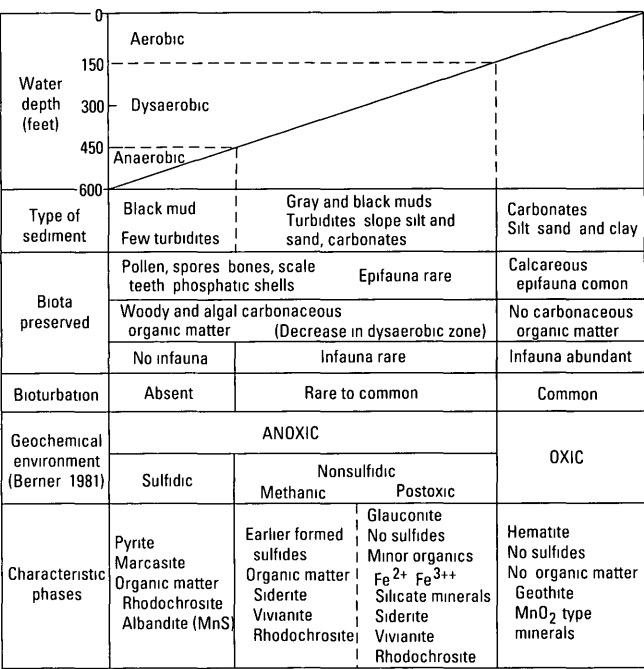 0
Aerobic
150
Water
depth
(feet)
300
Dysaerobic
450
Anaerobic
600
Type of
sediment
Black mud
Few turbidites
Gray and black muds
Turbidites slope silt and
sand, carbonates
Carbonates
Silt sand and clay
Biota
preserved
Pollen, spores bones, scale
teeth phosphatic shells
Epifauna rare
Calcareous
epifauna comon
Woody and algal carbonaceous
organic matter
(Decrease in dysaerobic zone)
No carbonaceous
organic matter
No infauna
Infauna rare
Infauna abundant
Bioturbation
Absent
Rare to common
Common
Geochemical
environment
(Berner 1981)
ANOXIC
OXIC
Sulfidic
Nonsulfidic
Methanic
Postoxic
Characteristic
phases
Pyrite
Marcasite
Organic matter
Rhodochrosite
Albandite (MnS)
Earlier formed
sulfides
Organic matter
Siderite
Vivianite
Rhodochrosite
Glauconite
No sulfides
Minor organics
Fe2+ Fe3++
Silicate minerals
Siderite
Vivianite
Rhodochrosite
Hematite
No sulfides
No organic matter
Geothite
MnO2 type
minerals